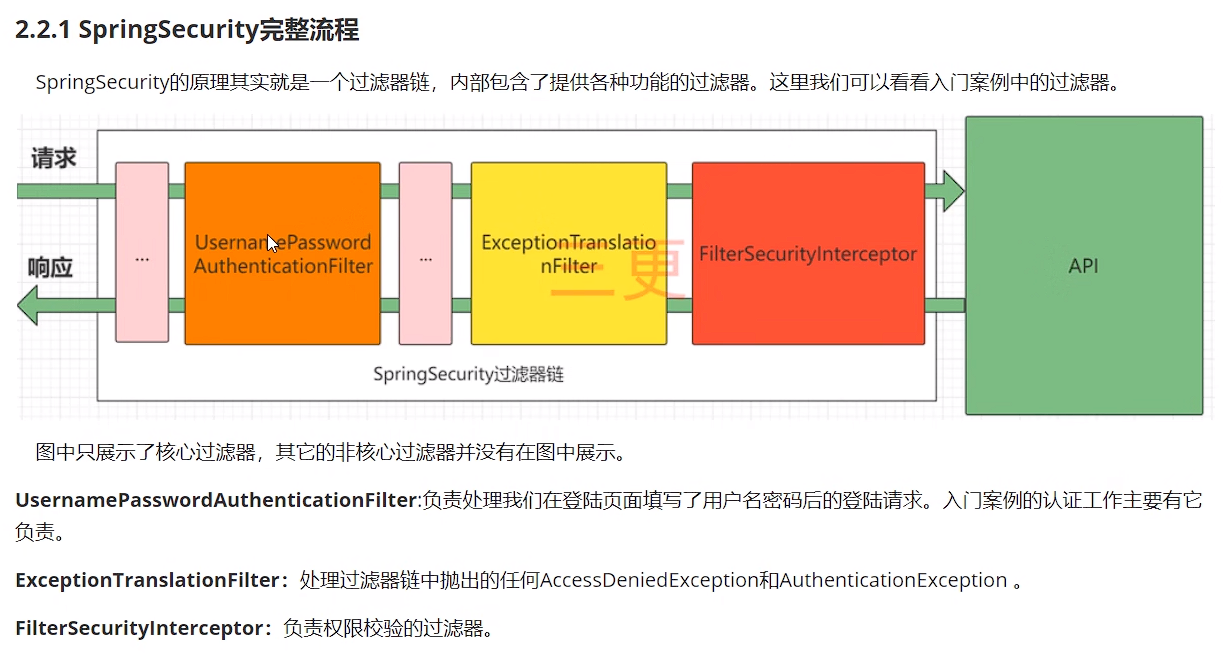 2.2.1 SpringSecurity完整流程
SpringSecurity的原理其实就是一个过滤器链，内部包含了提供各种功能的过滤器。这里我们可以看看入门案例中的过滤器。
请求
响应
...
UsernamePassword
AuthenticationFilter
...
ExceptionTranslatio
nFilter
三更
FilterSecurityInterceptor
API
SpringSecurity过滤器链
图中只展示了核心过滤器，其它的非核心过滤器并没有在图中展示。
UsernamePasswordAuthenticationFilter:负责处理我们在登陆页面填写了用户名密码后的登陆请求。入门案例的认证工作主要有它
负责。
ExceptionTranslationFilter：处理过滤器链中抛出的任何AccessDeniedException和AuthenticationException 。
FilterSecurityInterceptor：负责权限校验的过滤器。